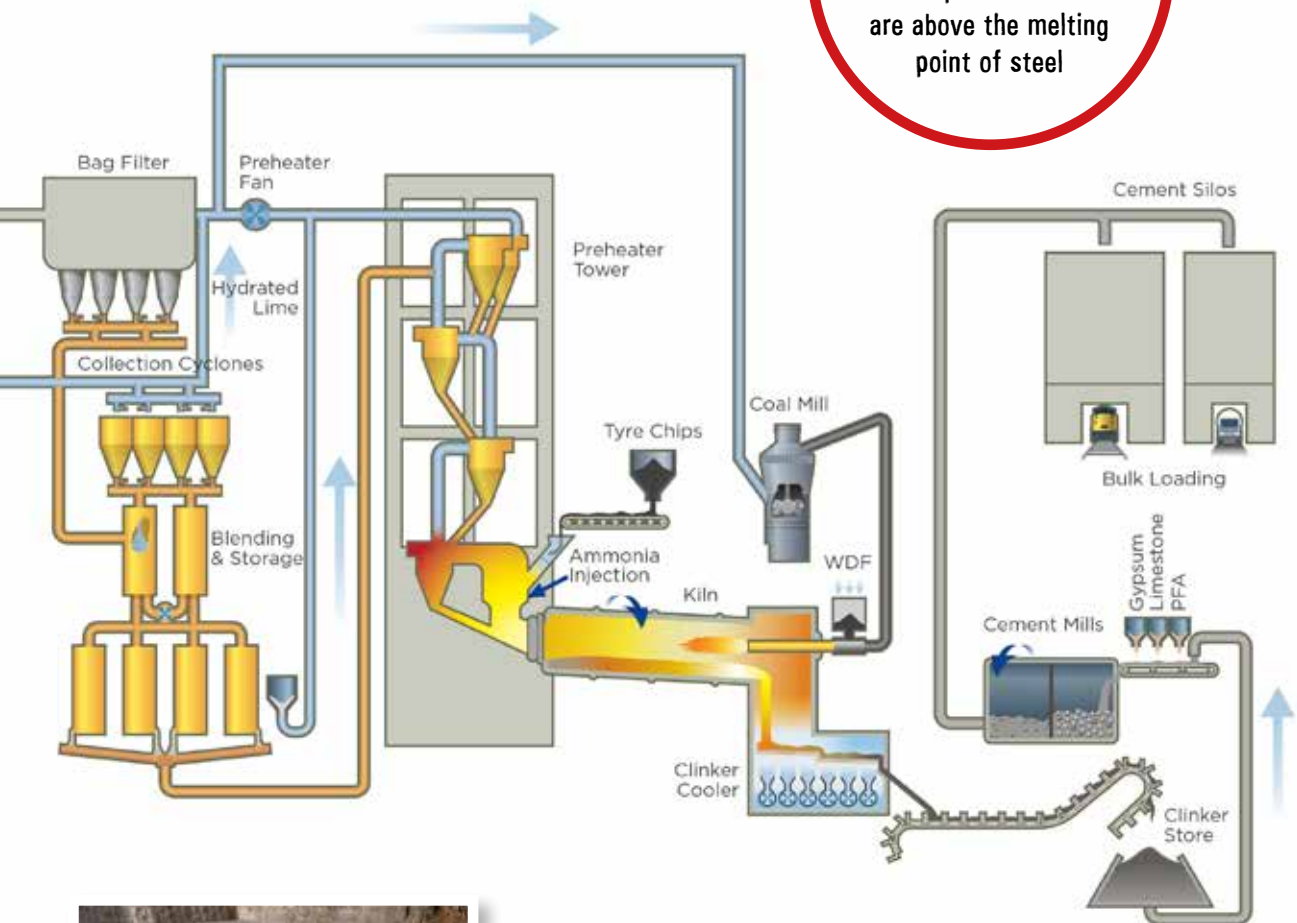 are above the melting
point of steel
Bag Filter
Preheater
Fan
Cement Silos
Preheater
Tower
Hydrated
Lime
Collection Cyclones
Coal Mill
Tyre Chips
Bulk Loading
Blending
& Storage
Ammonia
Injection
WDF
Kiln
Gypsum
Limestone
PFA
Cement Mills
Clinker
Cooler
Clinker
Store